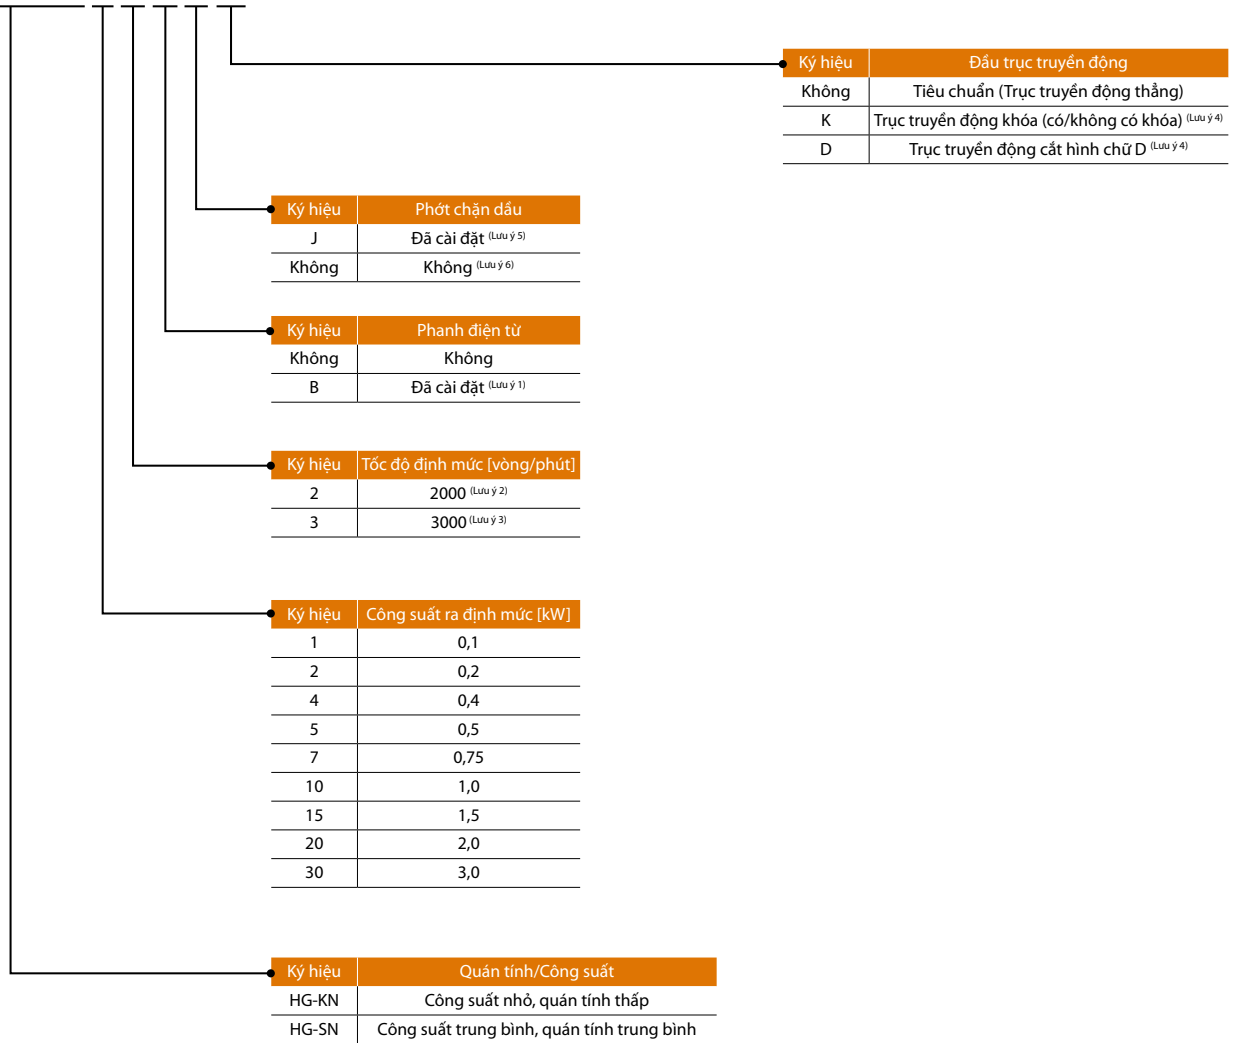 Ký hiệu Đầu trục truyền động
Không Tiêu chuẩn (Trục truyền động thẳng)
K Trục truyền động khóa (có/không có khóa) (Lưu ý 4)
D Trục truyền động cắt hình chữ D (Lưu ý 4)
Ký hiệu Phớt chặn dầu
J Đã cài đặt (Lưu ý 5)
Không Không (Lưu ý 6)
Ký hiệu Phanh điện từ
Không Không
B Đã cài đặt (Lưu ý 1)
Ký hiệu Tốc độ định mức [vòng/phút]
2 2000 (Lưu ý 2)
3 3000 (Lưu ý 3)
Ký hiệu Công suất ra định mức [kW]
1 0,1
2 0,2
4 0,4
5 0,5
7 0,75
10 1,0
15 1,5
20 2,0
30 3,0
Ký hiệu Quán tính/Công suất
HG-KN Công suất nhỏ, quán tính thấp
HG-SN Công suất trung bình, quán tính trung bình